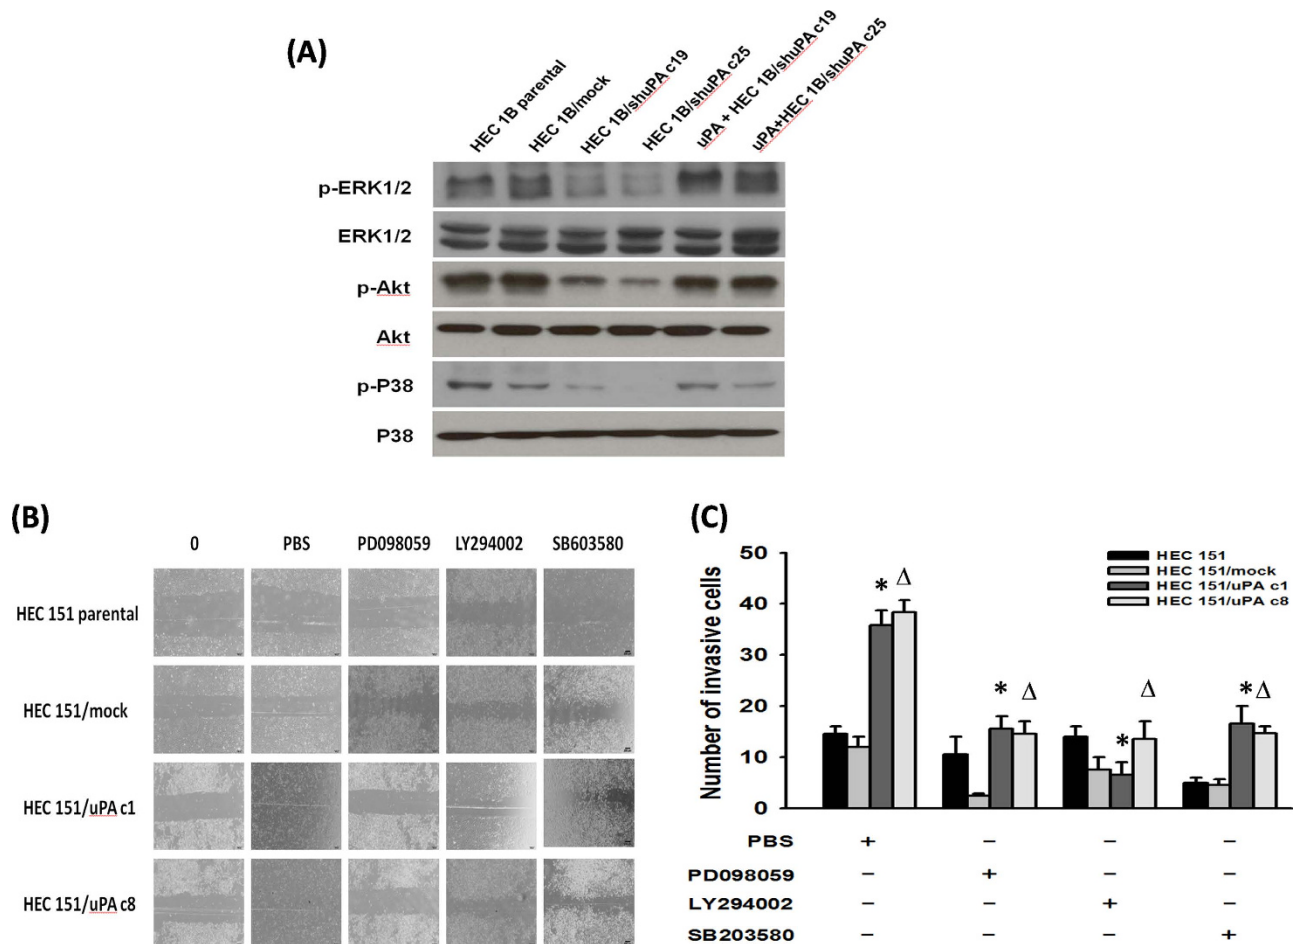 (A)
HEC 1B parental
HEC 1B/mock
HEC 1B/shuPA c19
HEC 1B/shuPA c25
uPA + HEC 1B/shuPA c19
uPA+HEC 1B/shuPA c25
p-ERK1/2
ERK1/2
p-Akt
Akt
p-P38
P38
(B)
0 PBS PD098059 LY294002 SB603580
HEC 151 parental
HEC 151/mock
HEC 151/uPA c1
HEC 151/uPA c8
(C)
Number of invasive cells
50
40
30
20
10
0
HEC 151
HEC 151/mock
HEC 151/uPA c1
HEC 151/uPA c8
* Δ
* Δ
* Δ
* Δ
PBS + − − −
PD098059 − + − −
LY294002 − − + −
SB203580 − − − +